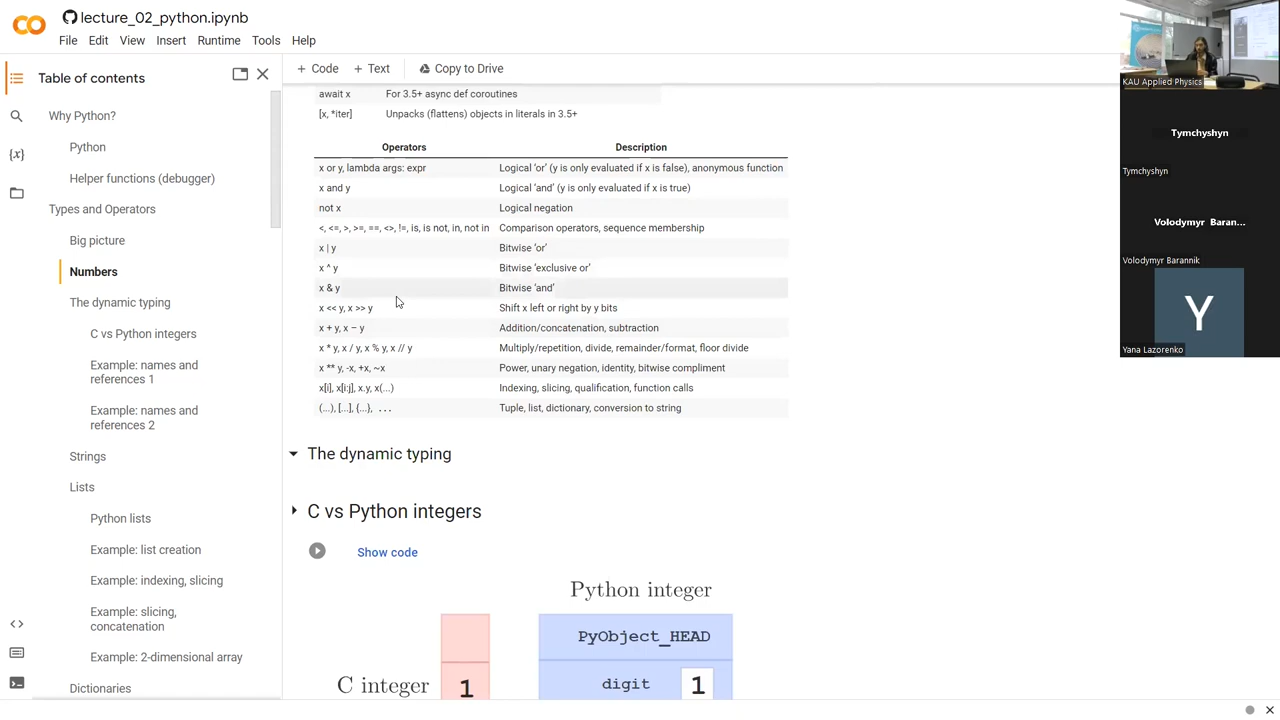 lecture_02_python.ipynb
File Edit View Insert Runtime Tools Help
Table of contents
Why Python?
Python
Helper functions (debugger)
Types and Operators
Big picture
Numbers
The dynamic typing
C vs Python integers
Example: names and
references 1
Example: names and
references 2
Strings
Lists
Python lists
Example: list creation
Example: indexing, slicing
Example: slicing,
concatenation
Example: 2-dimensional array
Dictionaries
+ Code + Text Copy to Drive
await x For 3.5+ async def coroutines
[x, *iter] Unpacks (flattens) objects in literals in 3.5+
Operators Description
x or y, lambda args: expr Logical ‘or’ (y is only evaluated if x is false), anonymous function
x and y Logical ‘and’ (y is only evaluated if x is true)
not x Logical negation
<, <=, >, >=, ==, <>, !=, is, is not, in, not in Comparison operators, sequence membership
x | y Bitwise ‘or’
x ^ y Bitwise ‘exclusive or’
x & y Bitwise ‘and’
x << y, x >> y Shift x left or right by y bits
x + y, x − y Addition/concatenation, subtraction
x * y, x / y, x % y, x // y Multiply/repetition, divide, remainder/format, floor divide
x ** y, -x, +x, ~x Power, unary negation, identity, bitwise compliment
x[i], x[i:j], x.y, x(...) Indexing, slicing, qualification, function calls
(...), [...], {...}, ... Tuple, list, dictionary, conversion to string
The dynamic typing
C vs Python integers
Show code
Python integer
PyObject_HEAD
C integer 1 digit 1
KAU Applied Physics
Tymchyshyn
Tymchyshyn
Volodymyr Baran...
Volodymyr Barannik
Y
Yana Lazorenko